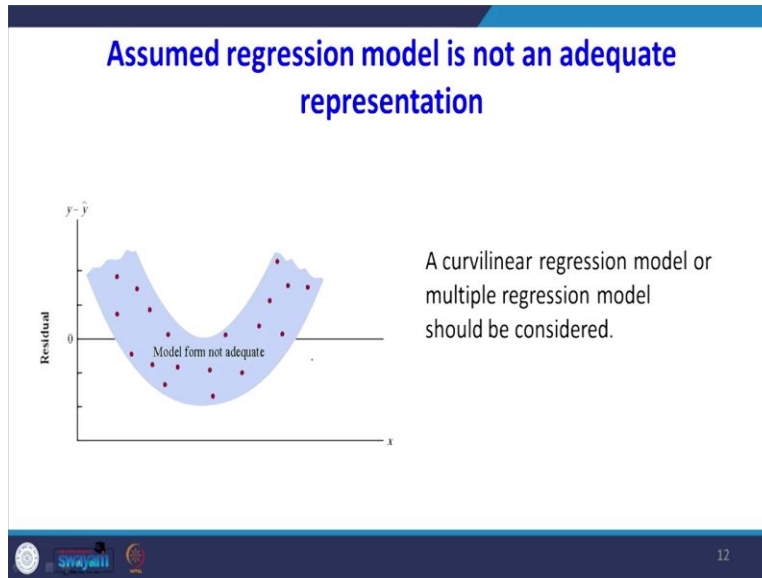 Assumed regression model is not an adequate
representation
y – ŷ
Residual
0
Model form not adequate
x
A curvilinear regression model or
multiple regression model
should be considered.
swayam
12